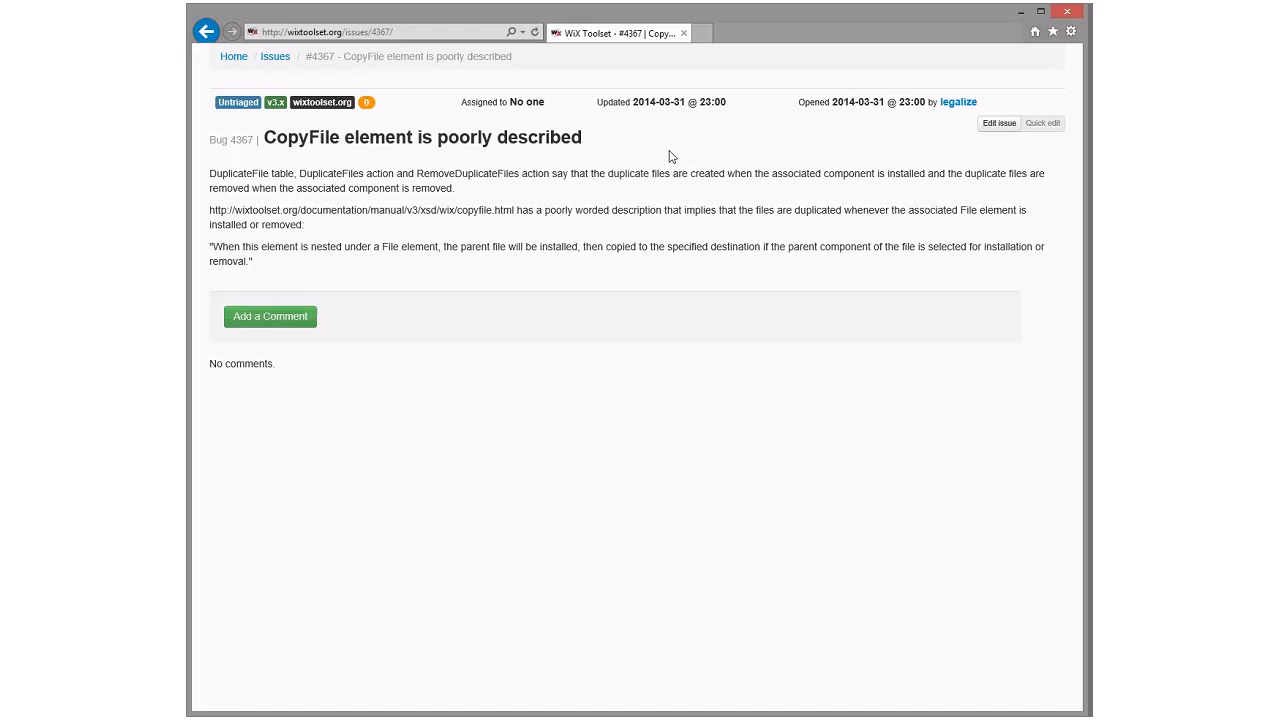 http://wixtoolset.org/issues/4367/
WiX Toolset - #4367 | Copy...
Home / Issues / #4367 - CopyFile element is poorly described
Untriaged v3.x wixtoolset.org 0 Assigned to No one Updated 2014-03-31 @ 23:00 Opened 2014-03-31 @ 23:00 by legalize
Edit issue Quick edit
Bug 4367 | CopyFile element is poorly described
DuplicateFile table, DuplicateFiles action and RemoveDuplicateFiles action say that the duplicate files are created when the associated component is installed and the duplicate files are
removed when the associated component is removed.
http://wixtoolset.org/documentation/manual/v3/xsd/wix/copyfile.html has a poorly worded description that implies that the files are duplicated whenever the associated File element is
installed or removed:
"When this element is nested under a File element, the parent file will be installed, then copied to the specified destination if the parent component of the file is selected for installation or
removal."
Add a Comment
No comments.